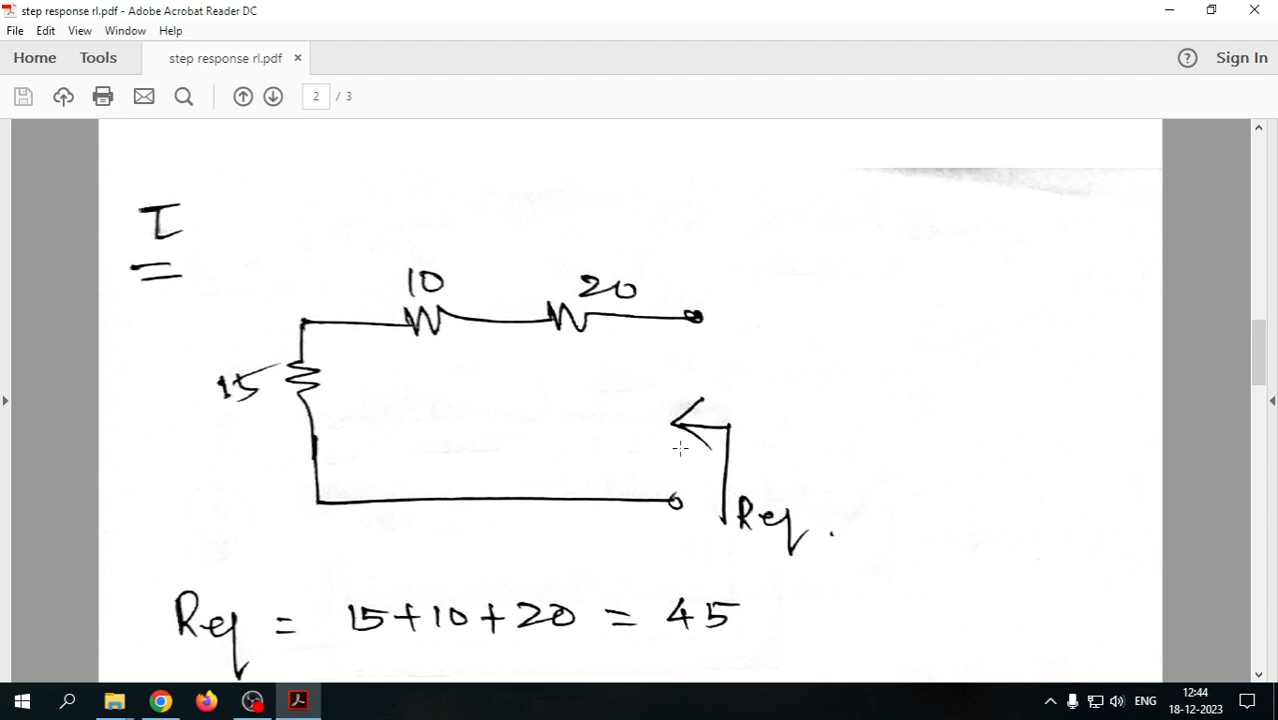 step response rl.pdf - Adobe Acrobat Reader DC
File Edit View Window Help
Home Tools step response rl.pdf × ? Sign In
2 / 3
τ
=
10
20
15
Req .
Req = 15+10+20 = 45
ENG
12:44
18-12-2023